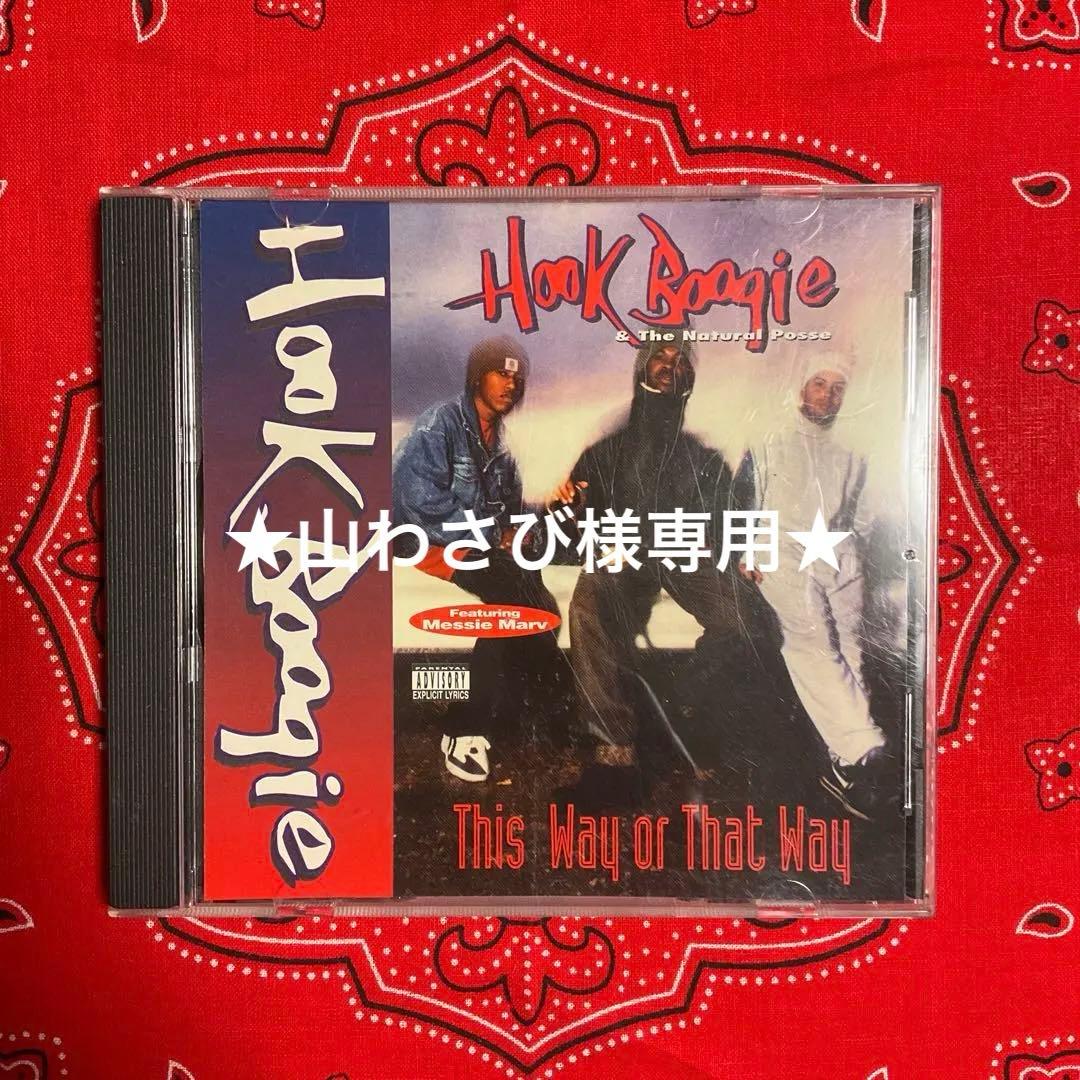 Hook Boogie
Hook Boogie
& The Natural Posse
★山わさび様専用★
Featuring
Messie Marv
PARENTAL
ADVISORY
EXPLICIT LYRICS
This Way or That Way